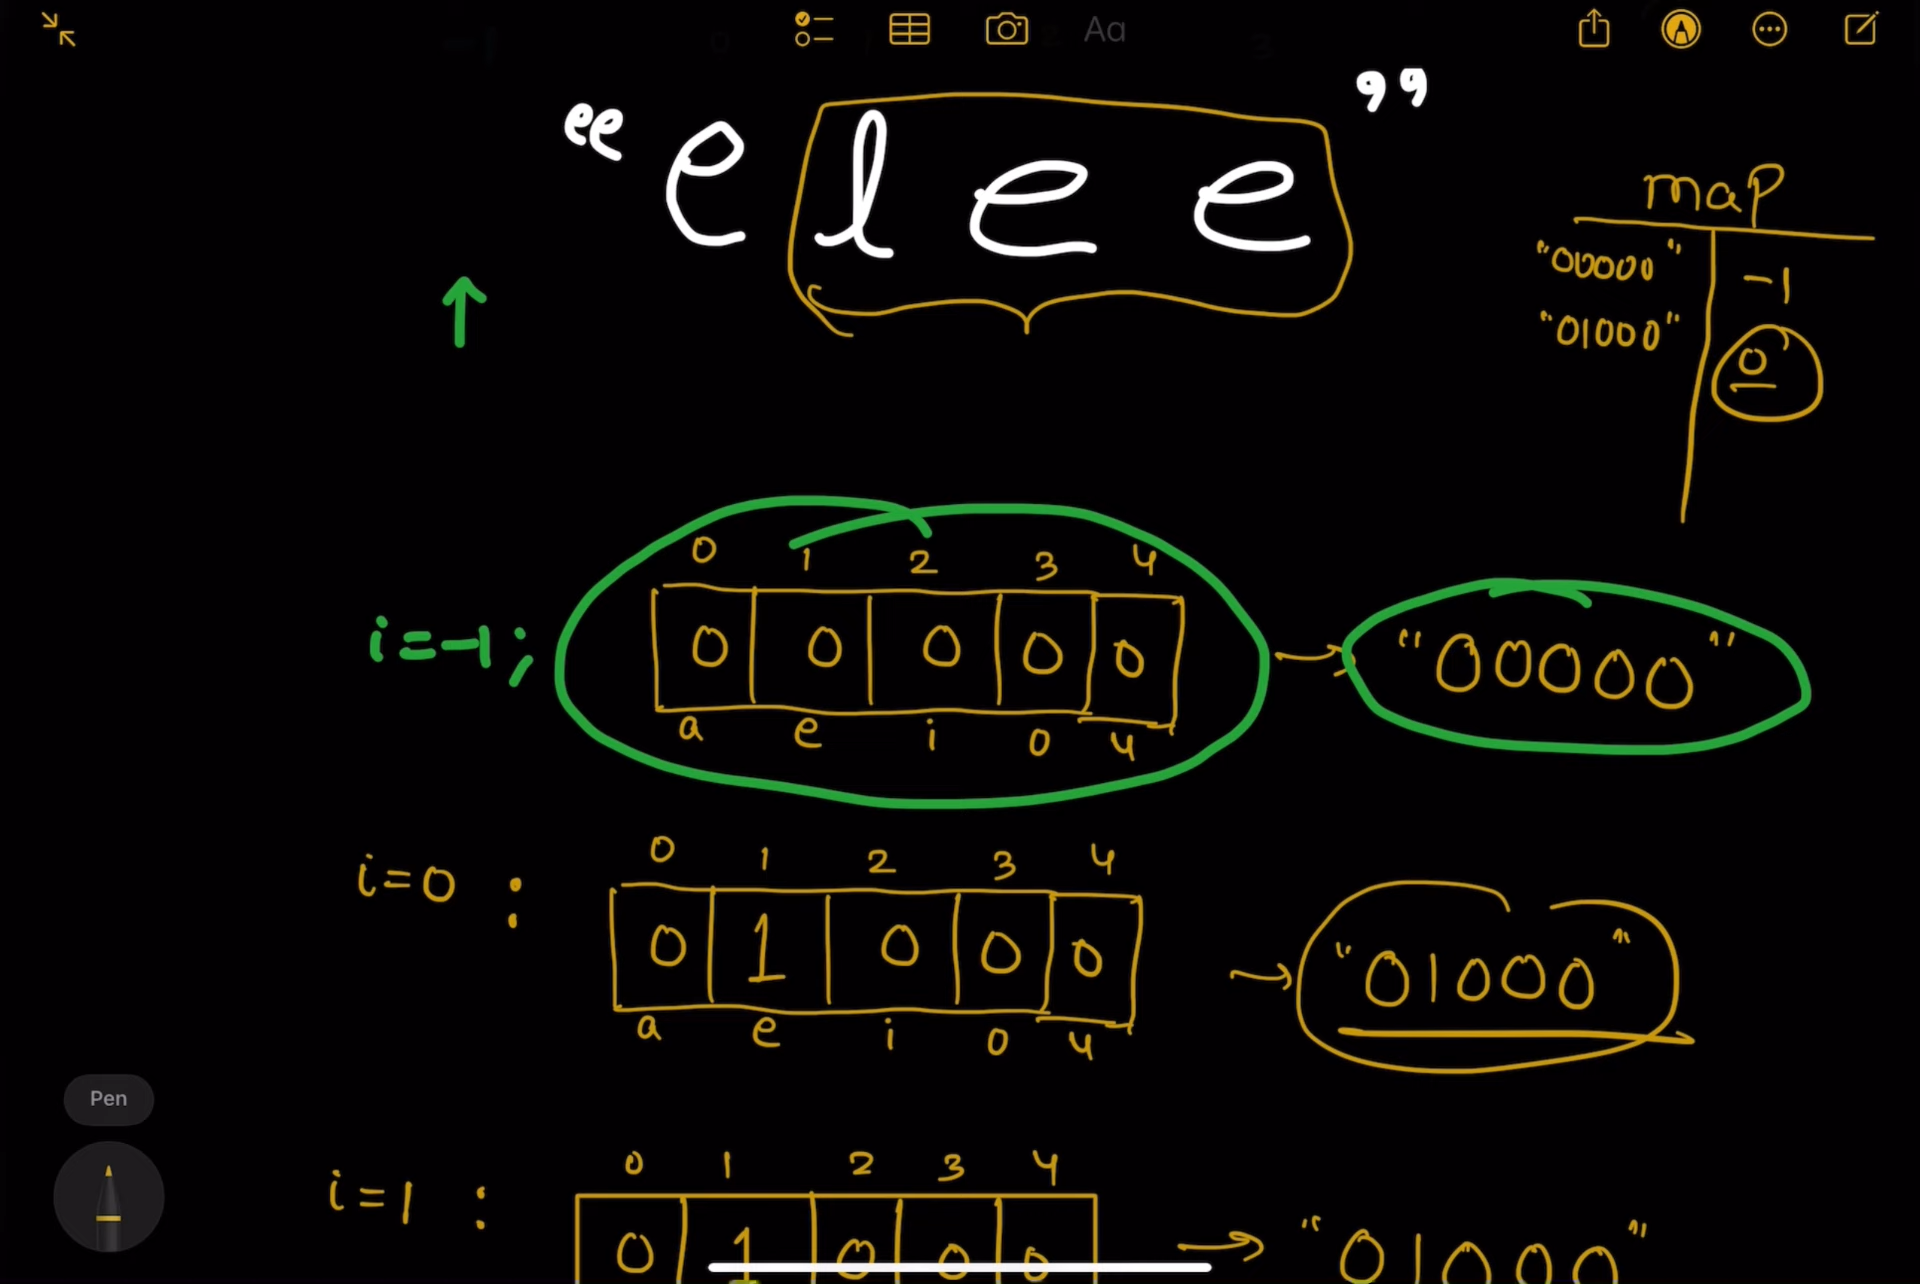 Aa
“ e l e e ”
map
"00000" -1
"01000" 0
0 1 2 3 4
i=-1; 0 0 0 0 0 → "00000"
a e i o u
0 1 2 3 4
i=0 : 0 1 0 0 0 → "01000"
a e i o u
Pen
0 1 2 3 4
i=1 : 0 1 0 0 0 → "01000"